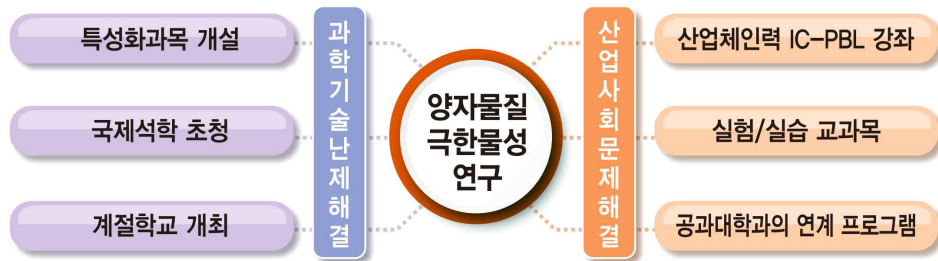 특성화과목 개설
국제석학 초청
계절학교 개최
과학기술난제해결
양자물질
극한물성
연구
산업사회문제해결
산업체인력 IC-PBL 강좌
실험/실습 교과목
공과대학과의 연계 프로그램